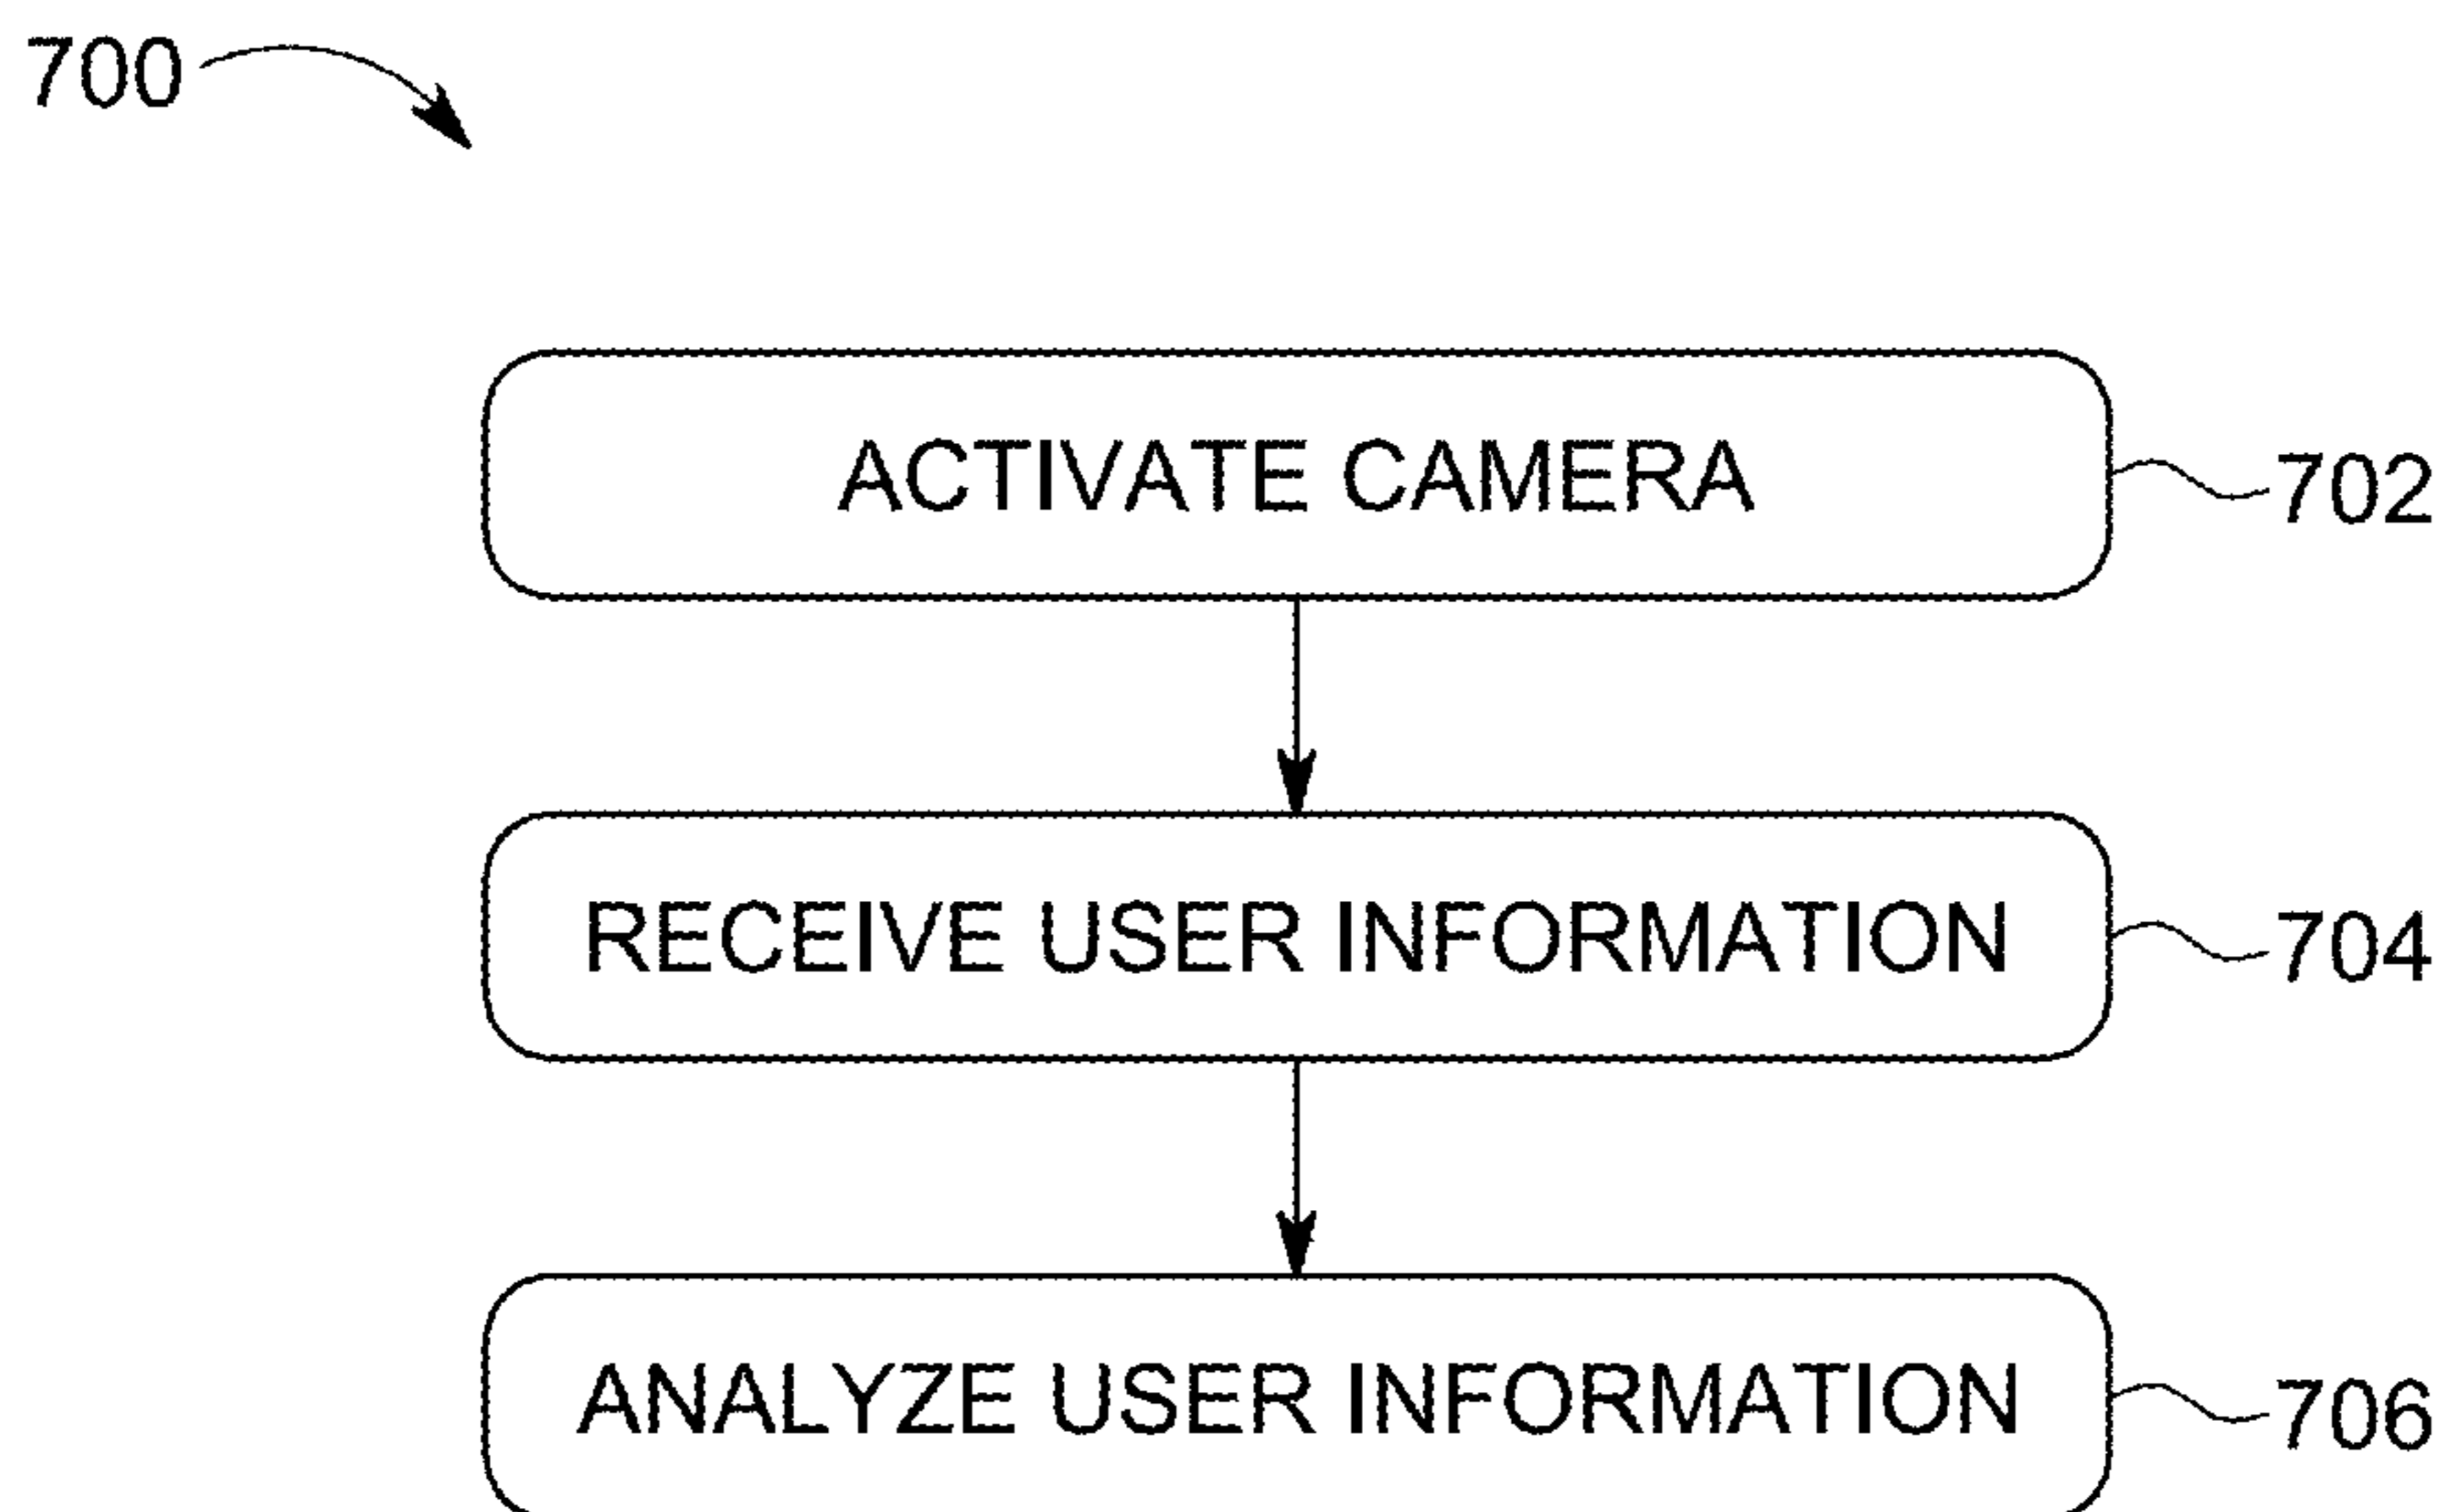 700
ACTIVATE CAMERA
702
RECEIVE USER INFORMATION
704
ANALYZE USER INFORMATION
706